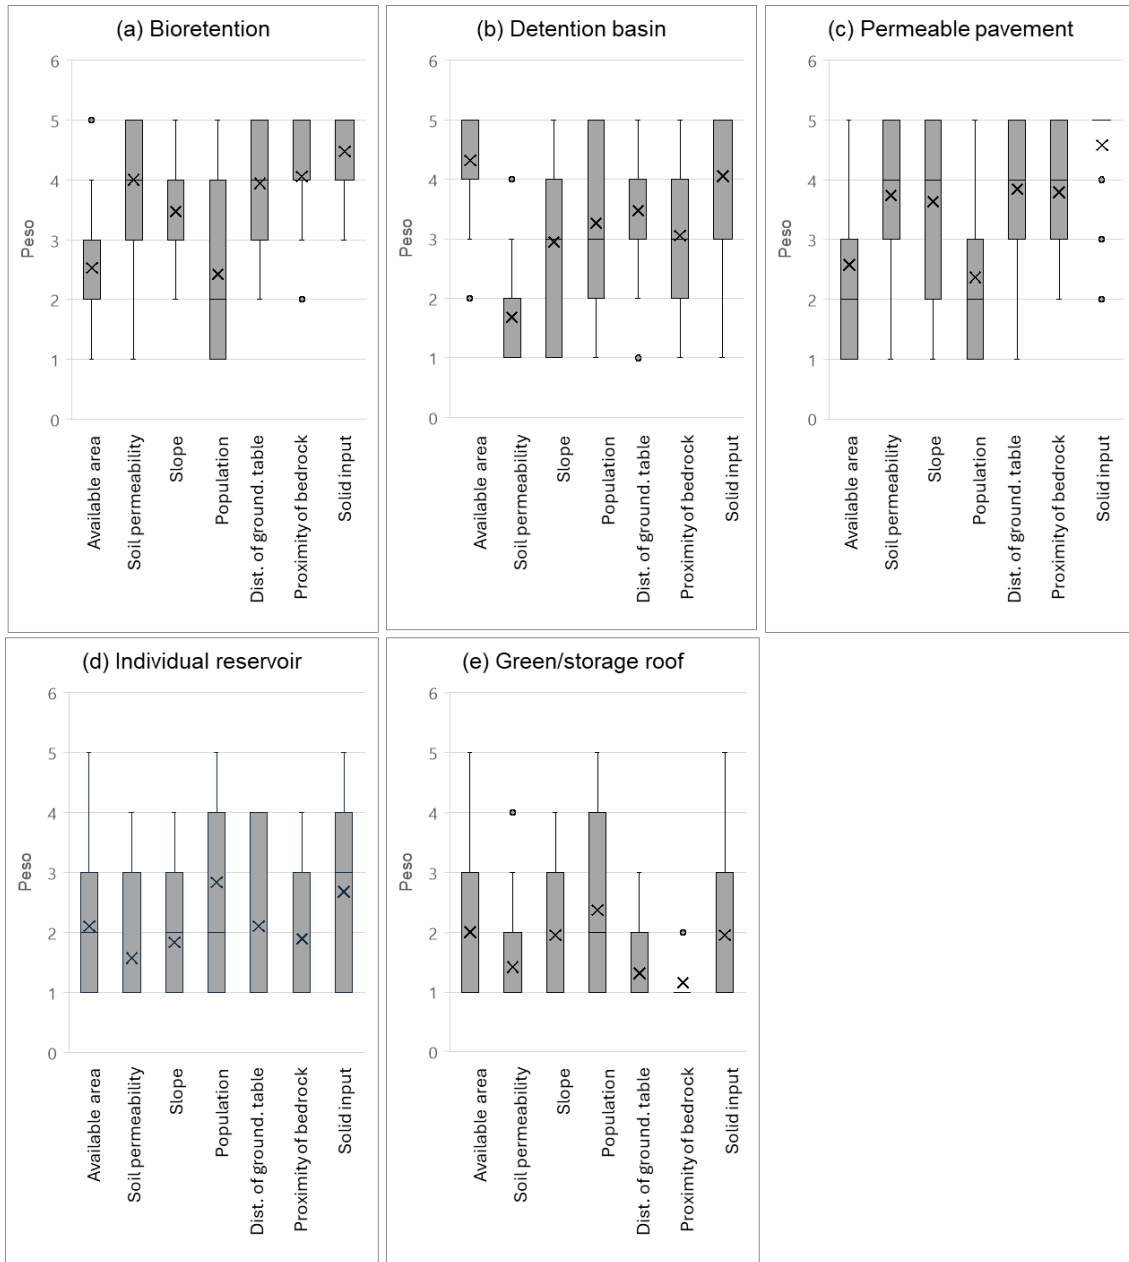 (a) Bioretention
6
5
4
3
2
1
0
Peso
Available area
Soil permeability
Slope
Population
Dist. of ground. table
Proximity of bedrock
Solid input
(b) Detention basin
6
5
4
3
2
1
0
Peso
Available area
Soil permeability
Slope
Population
Dist. of ground. table
Proximity of bedrock
Solid input
(c) Permeable pavement
6
5
4
3
2
1
0
Peso
Available area
Soil permeability
Slope
Population
Dist. of ground. table
Proximity of bedrock
Solid input
(d) Individual reservoir
6
5
4
3
2
1
0
Peso
Available area
Soil permeability
Slope
Population
Dist. of ground. table
Proximity of bedrock
Solid input
(e) Green/storage roof
6
5
4
3
2
1
0
Peso
Available area
Soil permeability
Slope
Population
Dist. of ground. table
Proximity of bedrock
Solid input